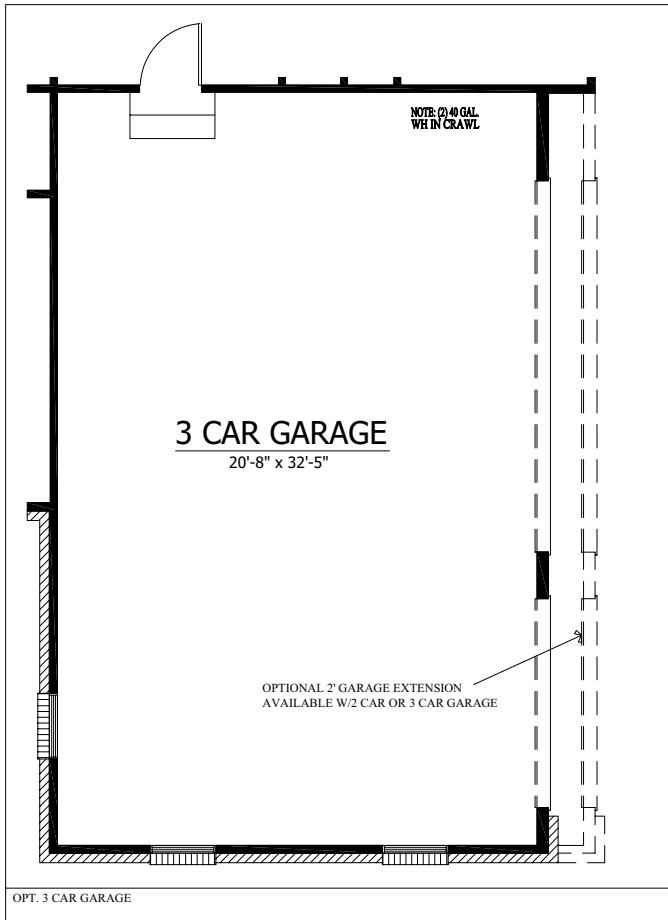 NOTE: (2) 40 GAL.
WH IN CRAWL
3 CAR GARAGE
20'-8" x 32'-5"
OPTIONAL 2' GARAGE EXTENSION
AVAILABLE W/2 CAR OR 3 CAR GARAGE
OPT. 3 CAR GARAGE